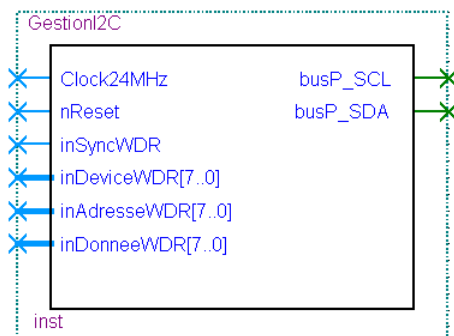 GestionI2C
Clock24MHz
busP_SCL
nReset
busP_SDA
inSyncWDR
inDeviceWDR[7..0]
inAdresseWDR[7..0]
inDonneeWDR[7..0]
inst